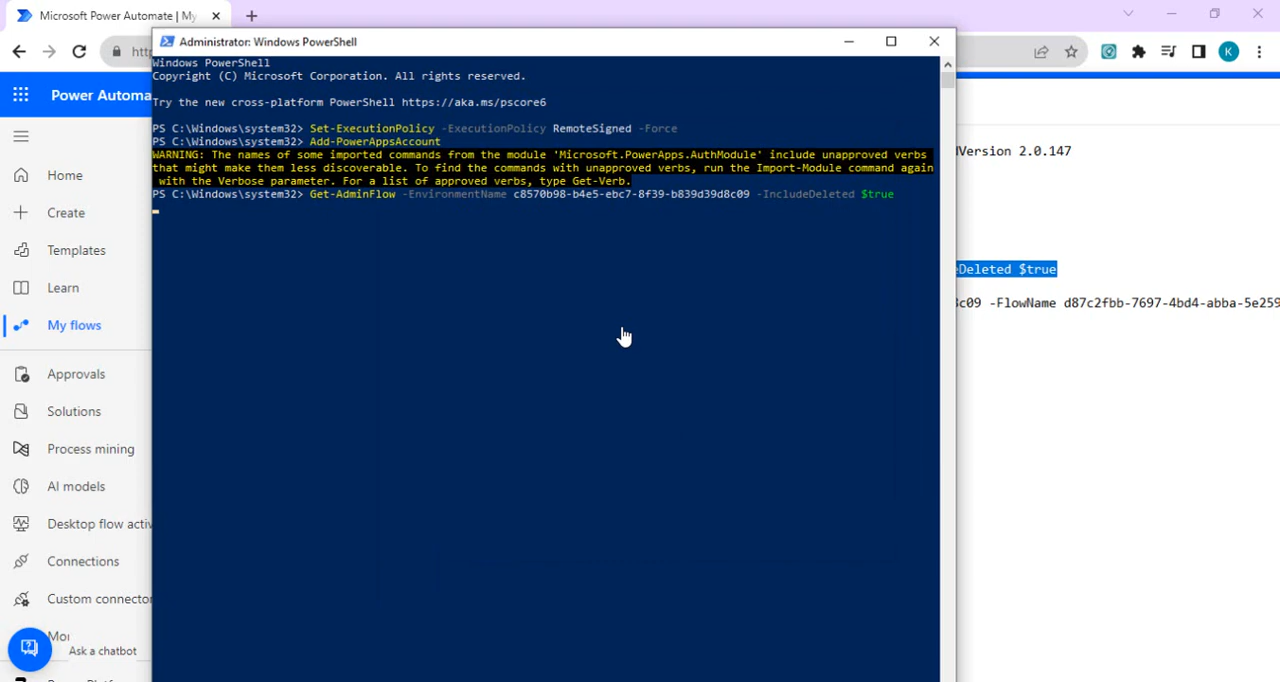 Microsoft Power Automate | My
Administrator: Windows PowerShell
Power Automa
Windows PowerShell
Copyright (C) Microsoft Corporation. All rights reserved.
Try the new cross-platform PowerShell https://aka.ms/pscore6
PS C:\Windows\system32> Set-ExecutionPolicy -ExecutionPolicy RemoteSigned -Force
PS C:\Windows\system32> Add-PowerAppsAccount
WARNING: The names of some imported commands from the module 'Microsoft.PowerApps.AuthModule' include unapproved verbs
that might make them less discoverable. To find the commands with unapproved verbs, run the Import-Module command again
with the Verbose parameter. For a list of approved verbs, type Get-Verb.
PS C:\Windows\system32> Get-AdminFlow -EnvironmentName c8570b98-b4e5-ebc7-8f39-b839d39d8c09 -IncludeDeleted $true
Home
Create
Templates
Learn
My flows
Approvals
Solutions
Process mining
AI models
Desktop flow activ
Connections
Custom connector
Mo
Ask a chatbot
htt
K
dVersion 2.0.147
eDeleted $true
8c09 -FlowName d87c2fbb-7697-4bd4-abba-5e259